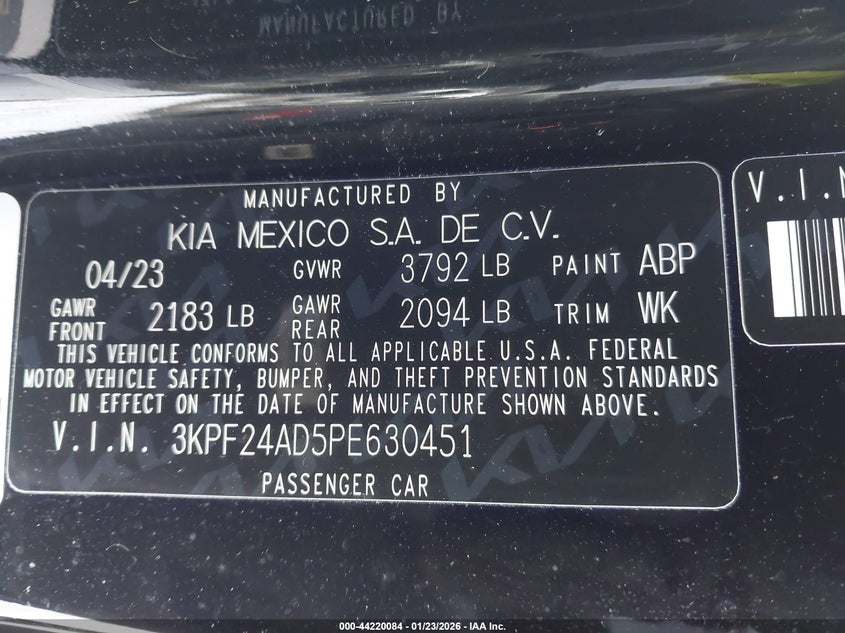 MANUFACTURED BY
MANUFACTURED BY
KIA MEXICO S.A. DE C.V.
04/23 GVWR 3792 LB PAINT ABP
GAWR FRONT 2183 LB GAWR REAR 2094 LB TRIM WK
THIS VEHICLE CONFORMS TO ALL APPLICABLE U.S.A. FEDERAL
MOTOR VEHICLE SAFETY, BUMPER, AND THEFT PREVENTION STANDARDS
IN EFFECT ON THE DATE OF MANUFACTURE SHOWN ABOVE.
V.I.N. 3KPF24AD5PE630451
PASSENGER CAR
V.I.N
000-44220084 - 01/23/2026 - IAA Inc.